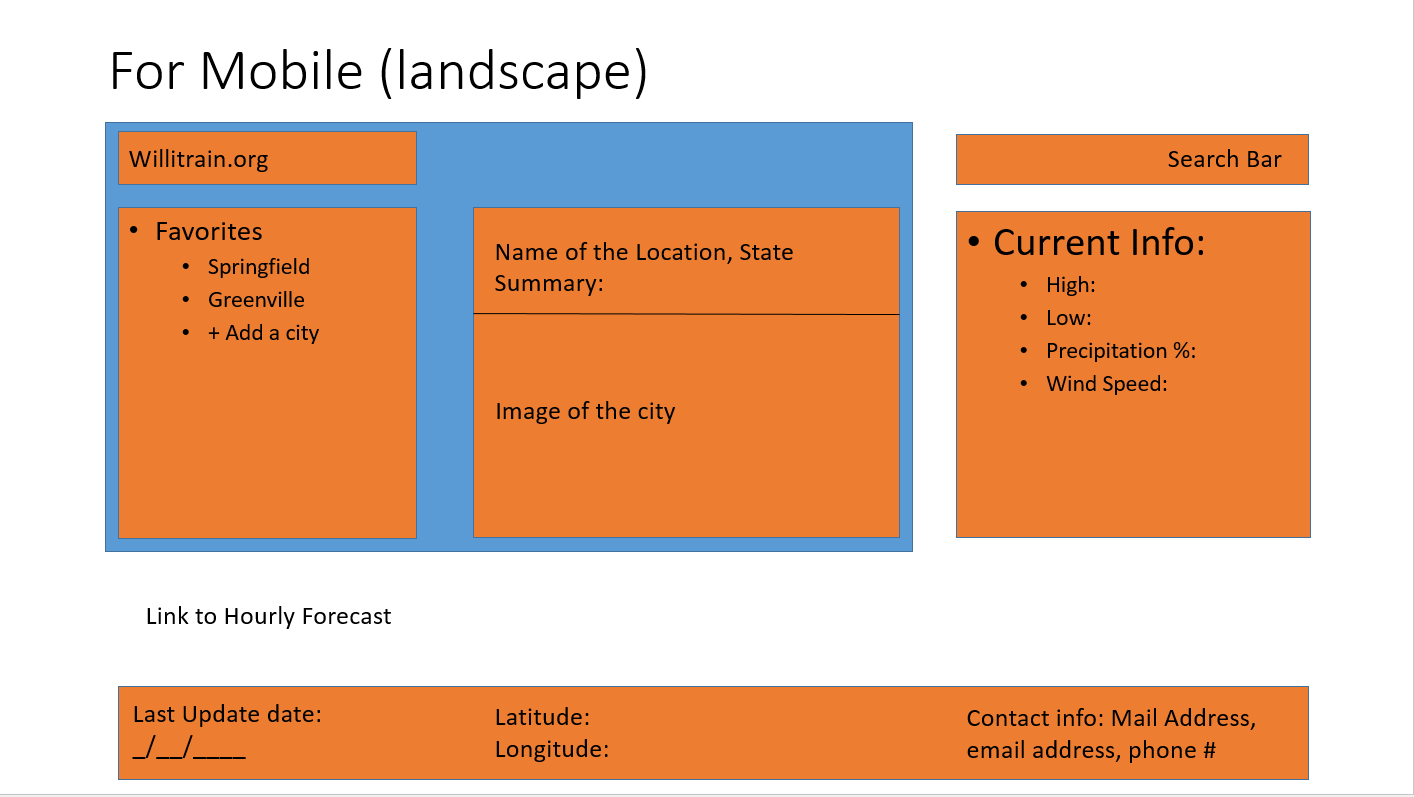 For Mobile (landscape)
Willitrain.org
Search Bar
• Favorites
• Springfield
• Greenville
• + Add a city
Name of the Location, State
Summary:
Image of the city
• Current Info:
• High:
• Low:
• Precipitation %:
• Wind Speed:
Link to Hourly Forecast
Last Update date:
_/__/____
Latitude:
Longitude:
Contact info: Mail Address,
email address, phone #